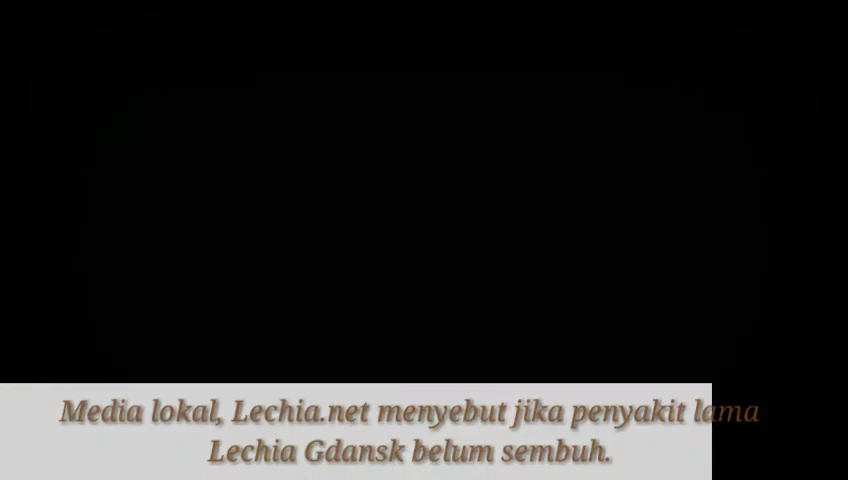 Media lokal, Lechia.net menyebut jika penyakit lama
Lechia Gdansk belum sembuh.